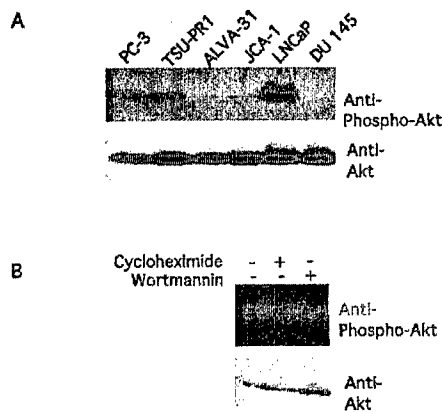 A
PC-3 TSU-PR1 ALVA-31 JCA-1 LNCaP DU 145
Anti-
Phospho-Akt
Anti-
Akt
B
Cycloheximide - + -
Wortmannin - - +
Anti-
Phospho-Akt
Anti-
Akt